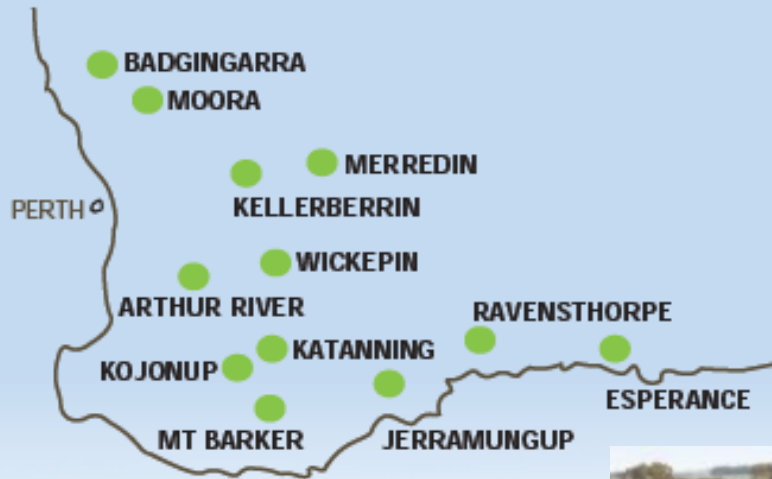 BADGINGARRA
MOORA
MERREDIN
KELLERBERRIN
PERTH
WICKEPIN
ARTHUR RIVER
RAVENSTHORPE
KATANNING
KOJONUP
ESPERANCE
MT BARKER
JERRAMUNGUP